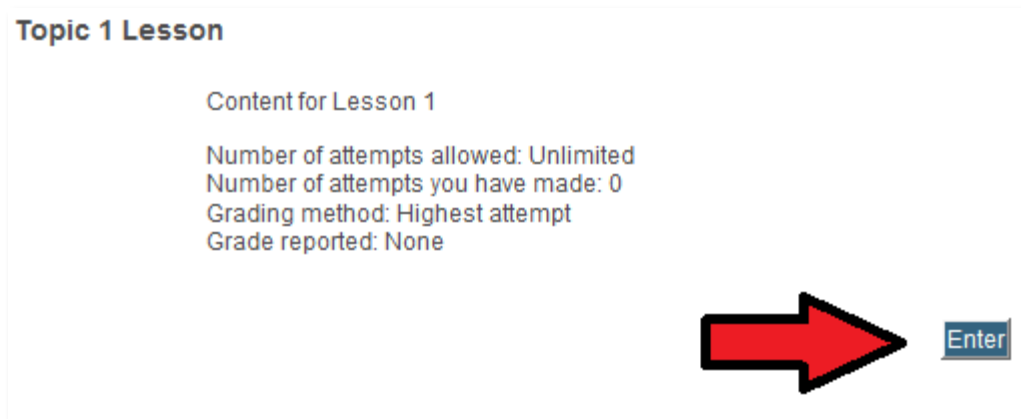 Topic 1 Lesson
Content for Lesson 1
Number of attempts allowed: Unlimited
Number of attempts you have made: 0
Grading method: Highest attempt
Grade reported: None
Enter